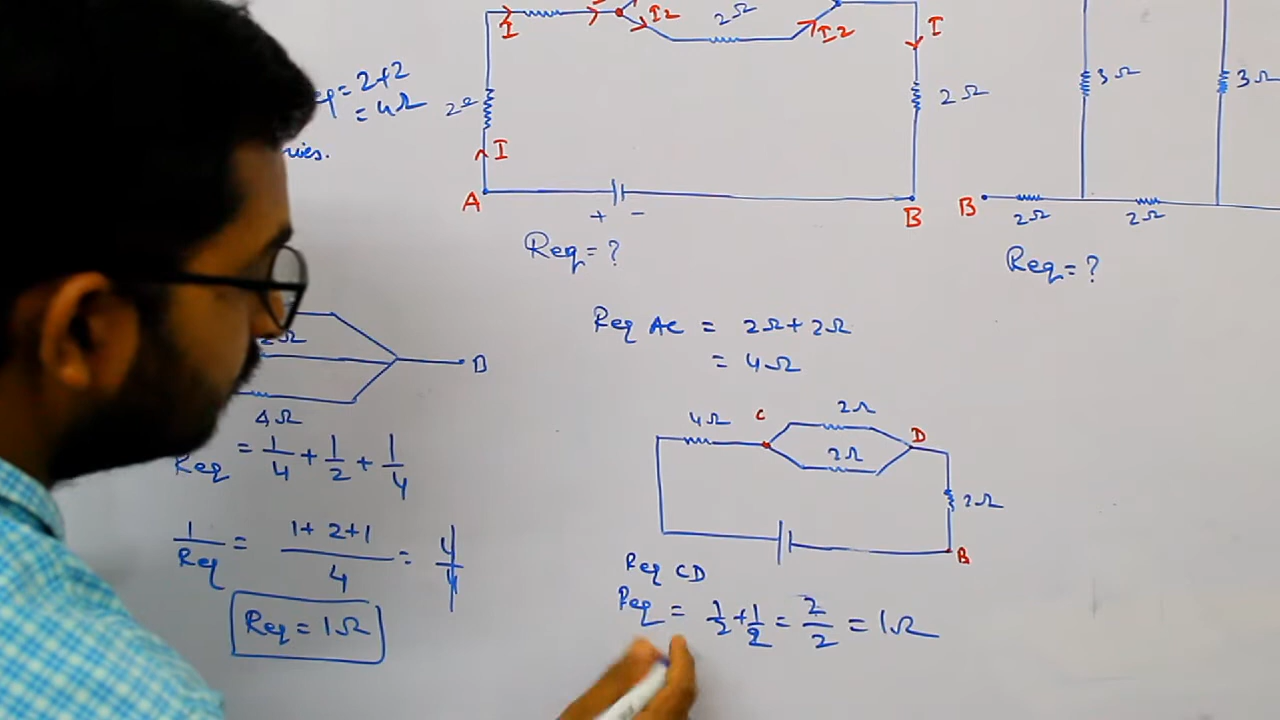 I
I2
2Ω
I2
I
eq = 2+2
= 4Ω
2Ω
2Ω
3Ω
3Ω
ries.
I
A
+ -
B
B
2Ω
2Ω
Req = ?
Req = ?
Req AC = 2Ω+2Ω
= 4Ω
2Ω
B
4Ω
4Ω
C
2Ω
D
2Ω
2Ω
B
Req = 1/4 + 1/2 + 1/4
1/Req = 1+2+1/4 = 4/4
Req = 1Ω
Req CD
Req = 1/2 + 1/2 = 2/2 = 1Ω